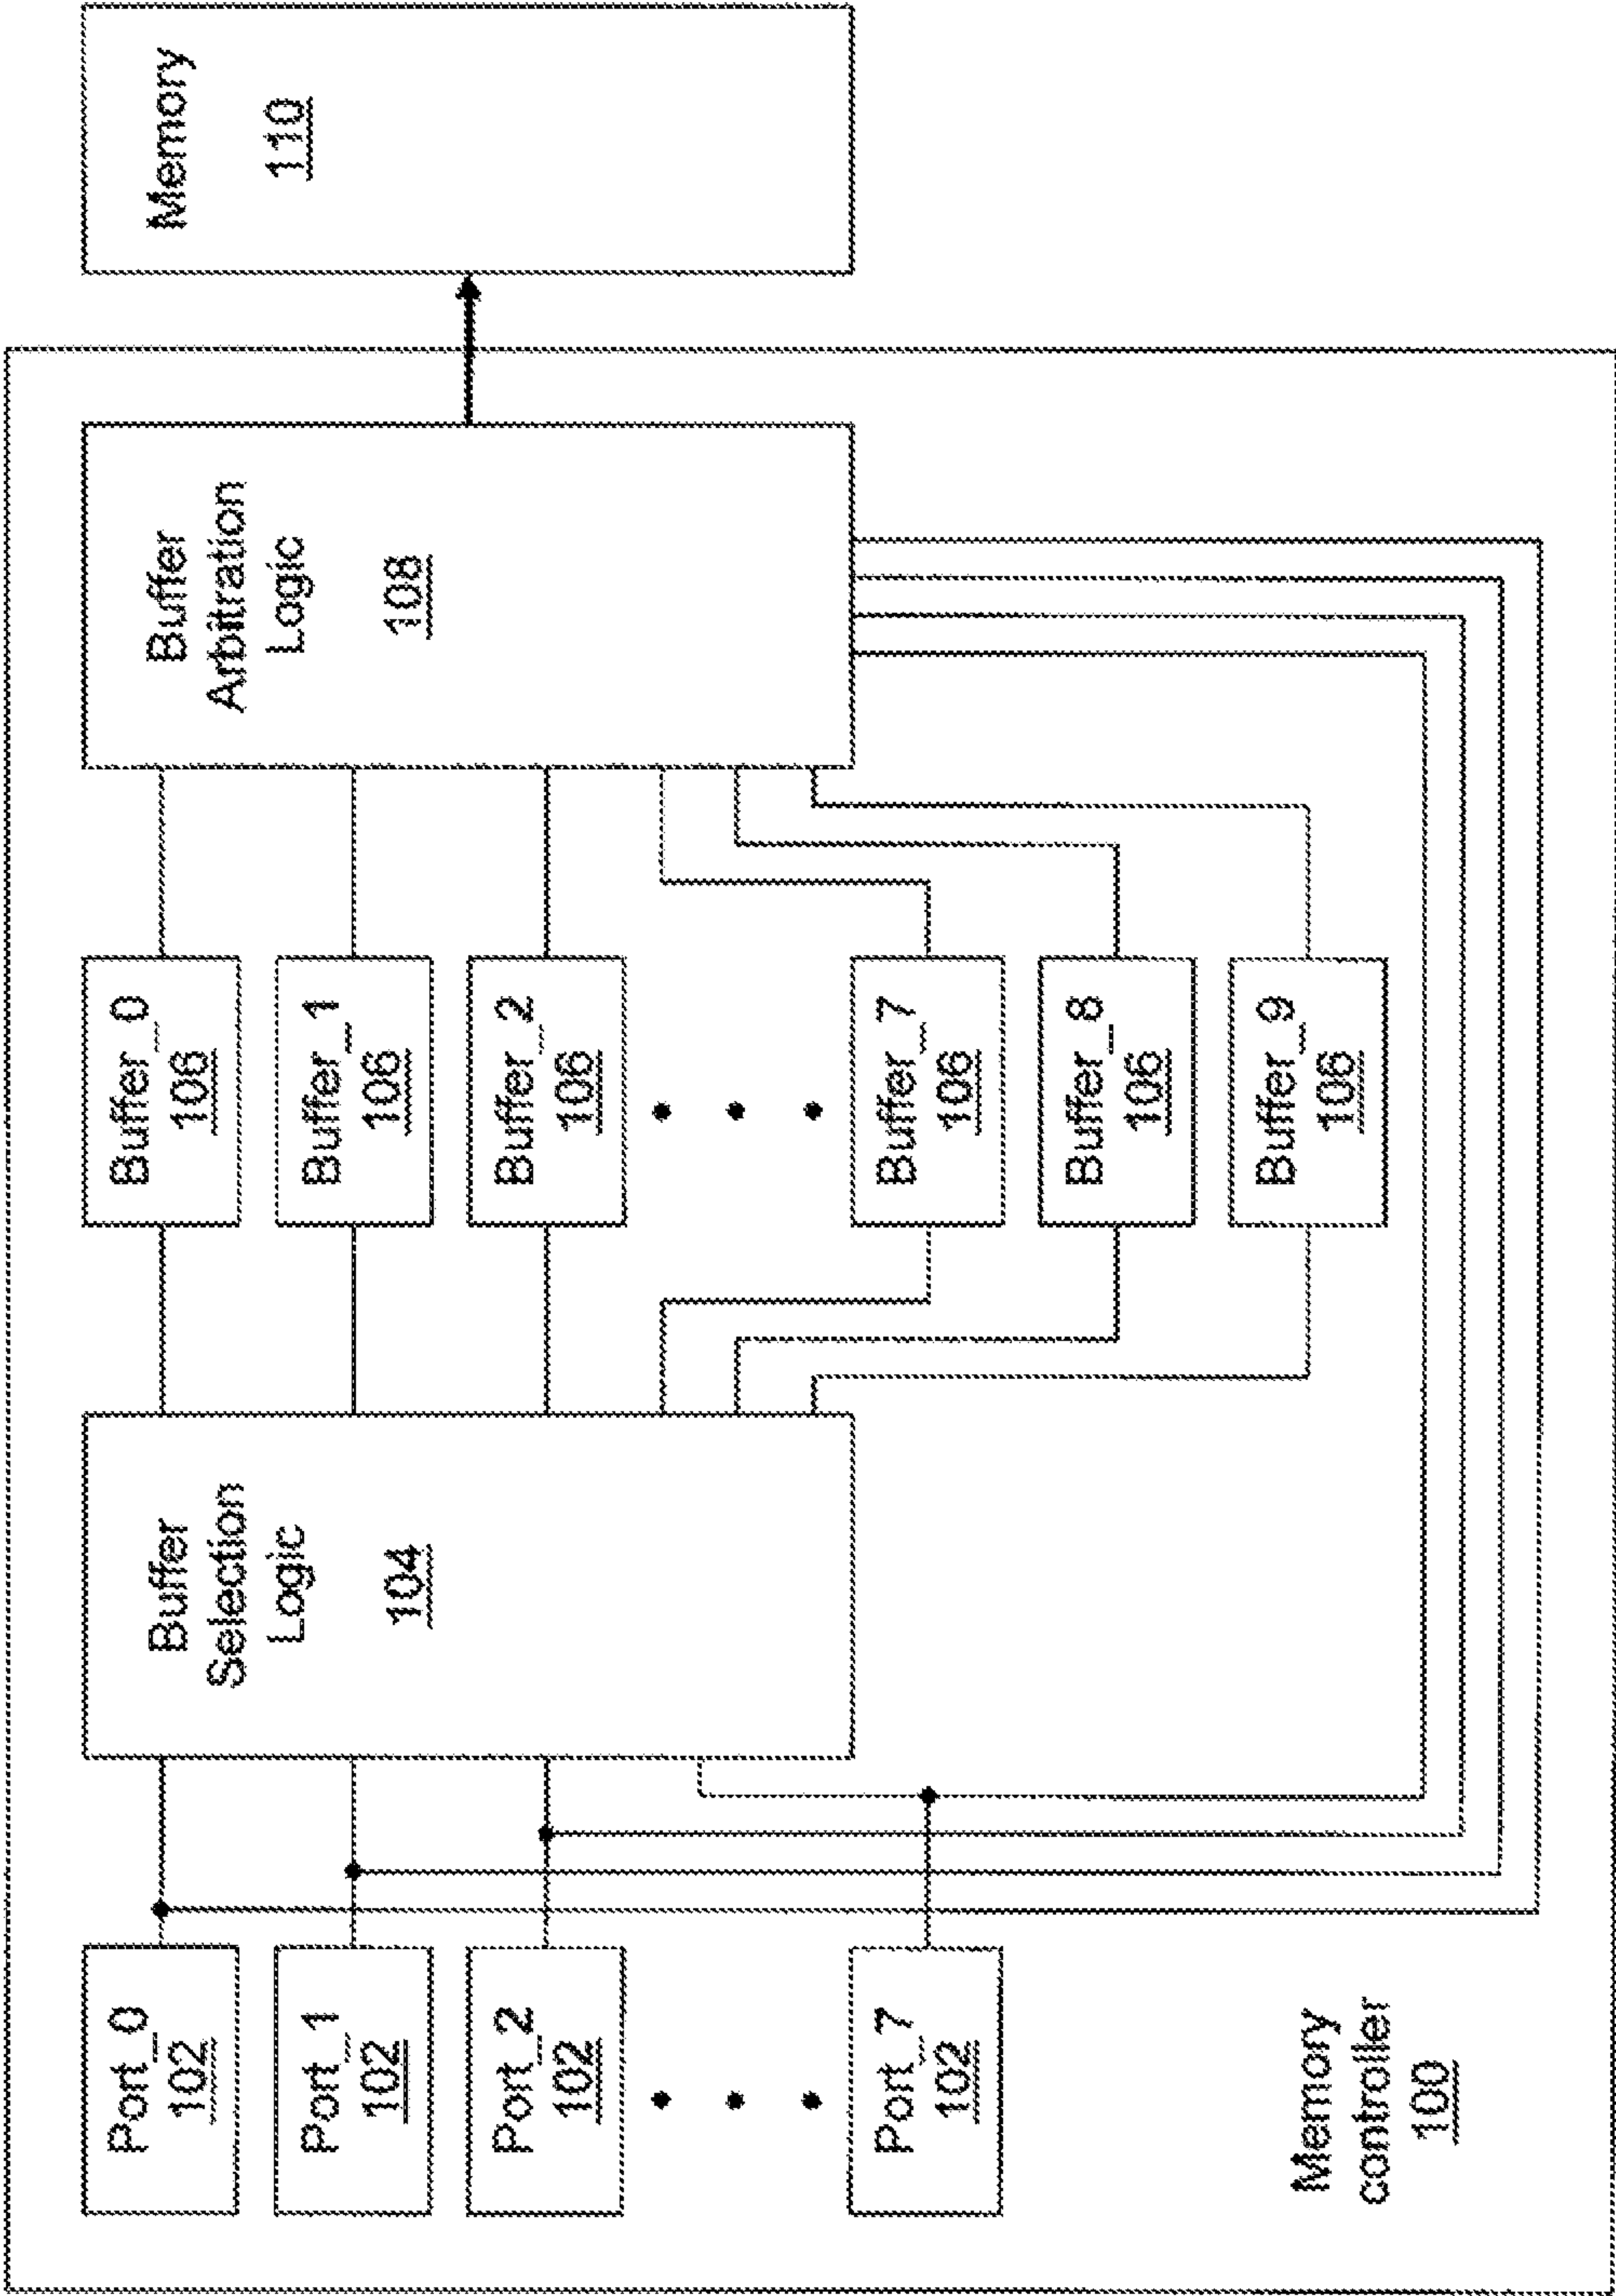 Port_0
102
Port_1
102
Port_2
102
Port_7
102
Memory
controller
100
Buffer
Selection
Logic
104
Buffer_0
106
Buffer_1
106
Buffer_2
106
Buffer_7
106
Buffer_8
106
Buffer_9
106
Buffer
Arbitration
Logic
108
Memory
110